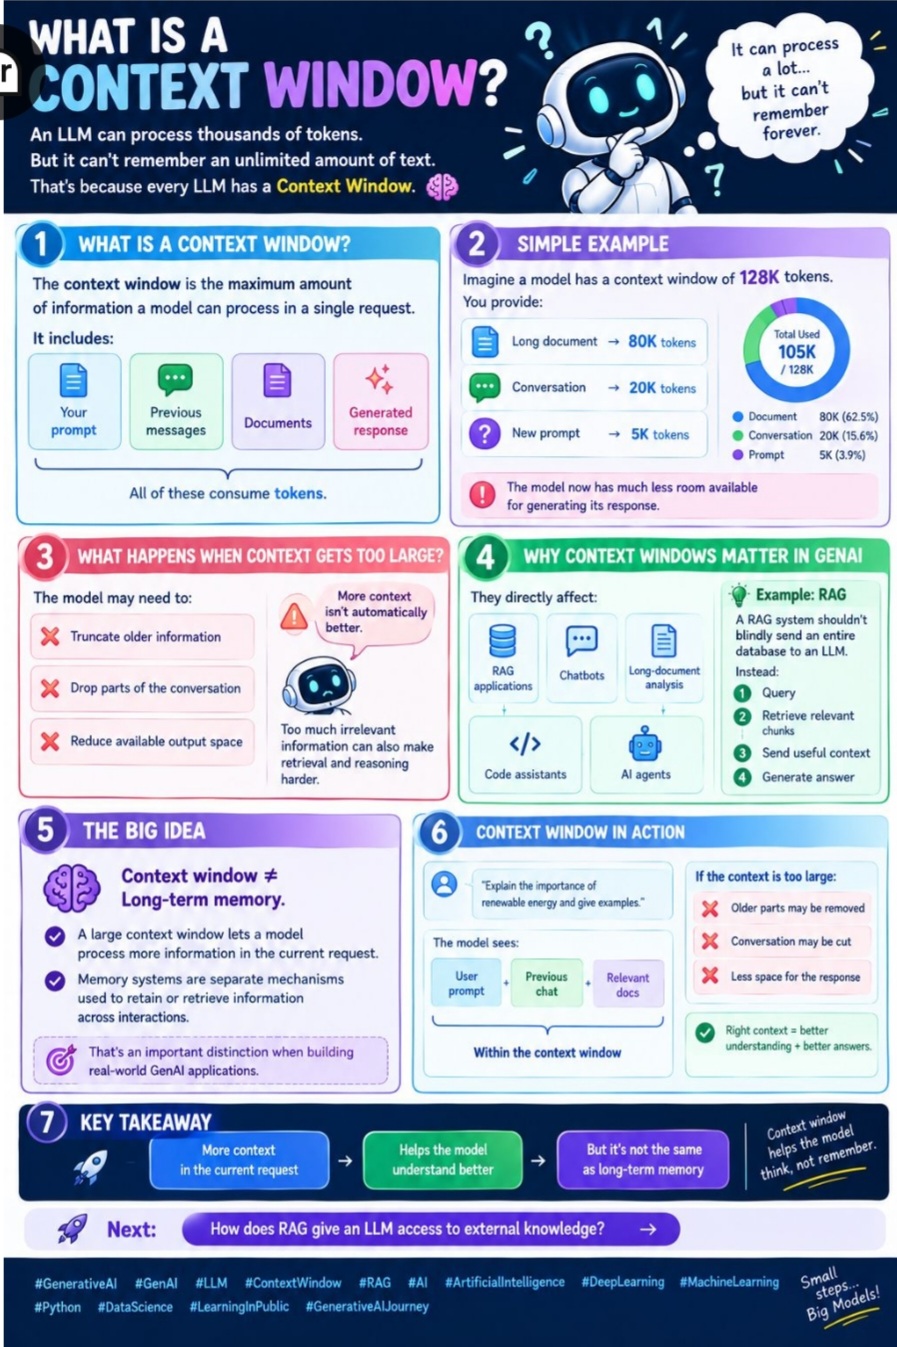 WHAT IS A
CONTEXT WINDOW?
r
An LLM can process thousands of tokens.
But it can't remember an unlimited amount of text.
That's because every LLM has a Context Window.
?
?
It can process
a lot...
but it can't
remember
forever.
1 WHAT IS A CONTEXT WINDOW?
The context window is the maximum amount
of information a model can process in a single request.
It includes:
Your
prompt
Previous
messages
Documents
Generated
response
All of these consume tokens.
2 SIMPLE EXAMPLE
Imagine a model has a context window of 128K tokens.
You provide:
Long document → 80K tokens
Conversation → 20K tokens
? New prompt → 5K tokens
Total Used
105K
/ 128K
Document 80K (62.5%)
Conversation 20K (15.6%)
Prompt 5K (3.9%)
! The model now has much less room available
for generating its response.
3 WHAT HAPPENS WHEN CONTEXT GETS TOO LARGE?
The model may need to:
Truncate older information
Drop parts of the conversation
Reduce available output space
More context
isn't automatically
better.
Too much irrelevant
information can also make
retrieval and reasoning
harder.
4 WHY CONTEXT WINDOWS MATTER IN GENAI
They directly affect:
RAG
applications
Chatbots
Long-document
analysis
</>
Code assistants
AI agents
Example: RAG
A RAG system shouldn't
blindly send an entire
database to an LLM.
Instead:
1 Query
2 Retrieve relevant
chunks
3 Send useful context
4 Generate answer
5 THE BIG IDEA
Context window ≠
Long-term memory.
A large context window lets a model
process more information in the current request.
Memory systems are separate mechanisms
used to retain or retrieve information
across interactions.
That's an important distinction when building
real-world GenAI applications.
6 CONTEXT WINDOW IN ACTION
"Explain the importance of
renewable energy and give examples."
The model sees:
User
prompt
+
Previous
chat
+
Relevant
docs
Within the context window
If the context is too large:
Older parts may be removed
Conversation may be cut
Less space for the response
Right context = better
understanding + better answers.
7 KEY TAKEAWAY
More context
in the current request
→
Helps the model
understand better
→
But it's not the same
as long-term memory
Context window
helps the model
think, not remember.
Next: How does RAG give an LLM access to external knowledge? →
#GenerativeAI #GenAI #LLM #ContextWindow #RAG #AI #ArtificialIntelligence #DeepLearning #MachineLearning
#Python #DataScience #LearningInPublic #GenerativeAIJourney
Small
steps...
Big Models!